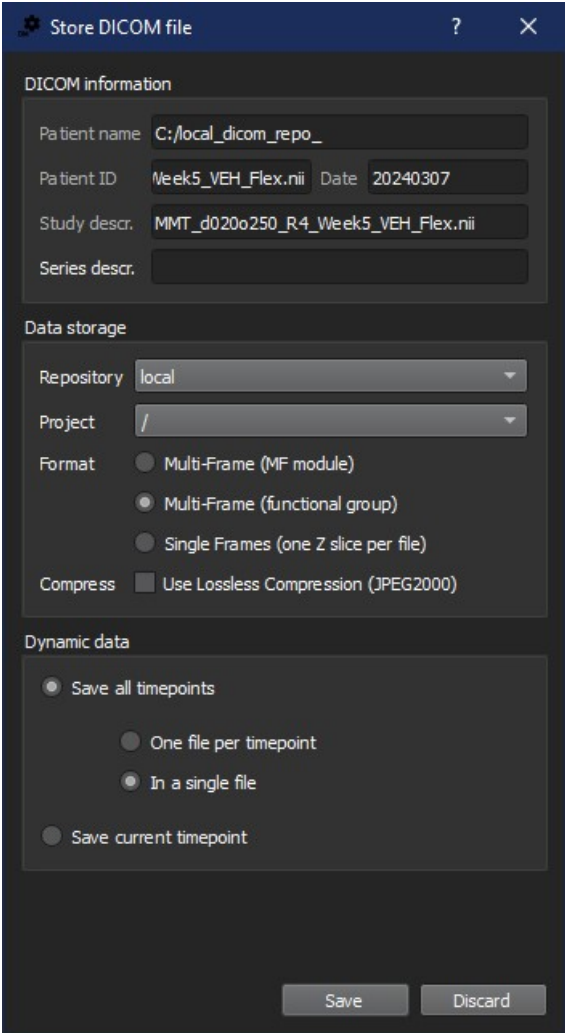 Store DICOM file ?
DICOM information
Patient name C:/local_dicom_repo_
Patient ID Week5_VEH_Flex.nii Date 20240307
Study descr. MMT_d020o250_R4_Week5_VEH_Flex.nii
Series descr.
Data storage
Repository local
Project /
Format Multi-Frame (MF module)
Multi-Frame (functional group)
Single Frames (one Z slice per file)
Compress Use Lossless Compression (JPEG2000)
Dynamic data
Save all timepoints
One file per timepoint
In a single file
Save current timepoint
Save Discard